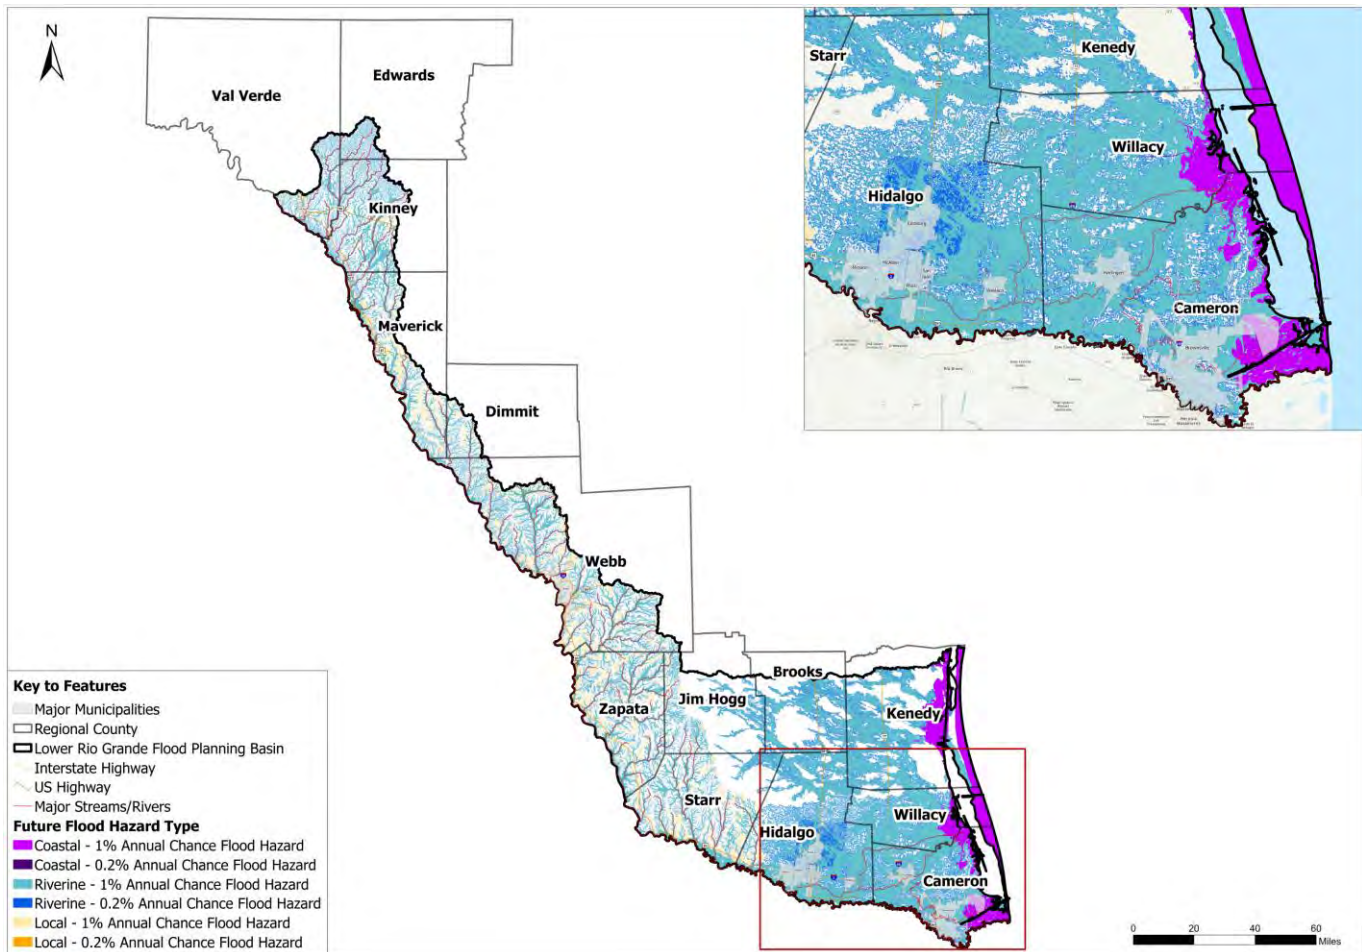 N
Val Verde
Edwards
Kinney
Maverick
Dimmit
Webb
Zapata
Jim Hogg
Brooks
Kenedy
Starr
Hidalgo
Willacy
Cameron
Starr
Kenedy
Willacy
Hidalgo
Cameron
Harlingen
Brownsville
Key to Features
Major Municipalities
Regional County
Lower Rio Grande Flood Planning Basin
Interstate Highway
US Highway
Major Streams/Rivers
Future Flood Hazard Type
Coastal - 1% Annual Chance Flood Hazard
Coastal - 0.2% Annual Chance Flood Hazard
Riverine - 1% Annual Chance Flood Hazard
Riverine - 0.2% Annual Chance Flood Hazard
Local - 1% Annual Chance Flood Hazard
Local - 0.2% Annual Chance Flood Hazard
0 20 40 60
Miles